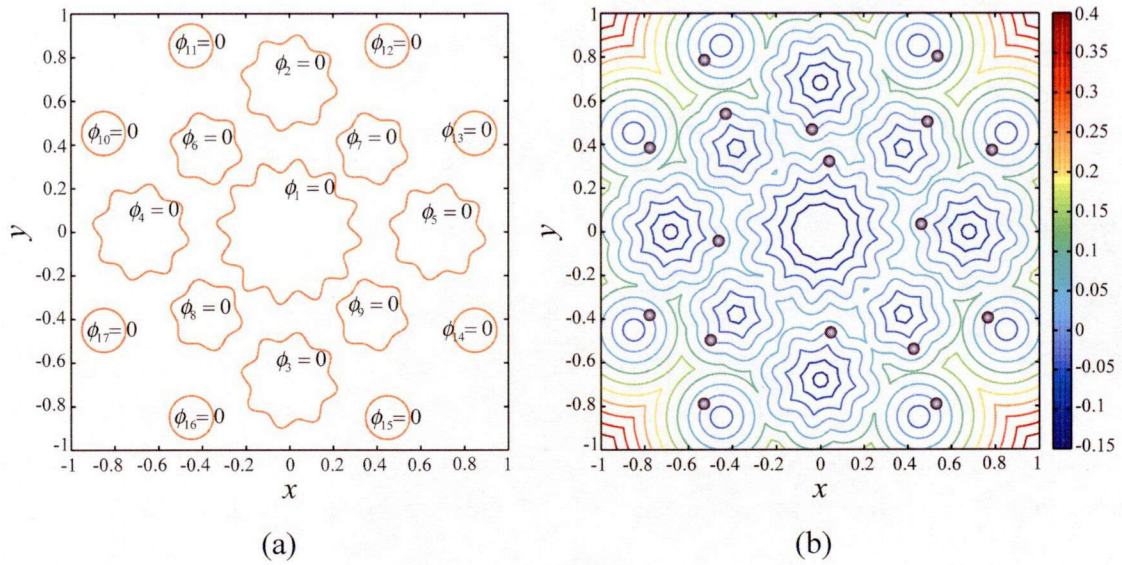 ϕ₁₁=0
ϕ₁₂=0
ϕ₂ = 0
ϕ₁₀=0
ϕ₆ = 0
ϕ₇ = 0
ϕ₁₃=0
ϕ₁ = 0
ϕ₄ = 0
ϕ₅ = 0
ϕ₈ = 0
ϕ₉ = 0
ϕ₁₇=0
ϕ₁₄=0
ϕ₃ = 0
ϕ₁₆=0
ϕ₁₅=0
1
0.8
0.6
0.4
0.2
0
-0.2
-0.4
-0.6
-0.8
-1
y
-1 -0.8 -0.6 -0.4 -0.2 0 0.2 0.4 0.6 0.8 1
x
(a)
1
0.8
0.6
0.4
0.2
0
-0.2
-0.4
-0.6
-0.8
-1
y
-1 -0.8 -0.6 -0.4 -0.2 0 0.2 0.4 0.6 0.8 1
x
0.4
0.35
0.3
0.25
0.2
0.15
0.1
0.05
0
-0.05
-0.1
-0.15
(b)